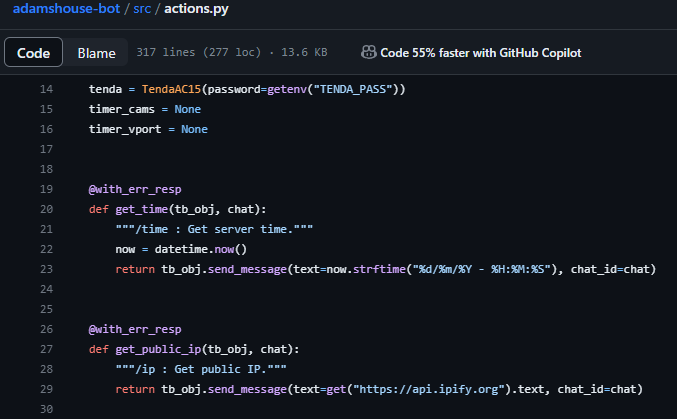 adamshouse-bot / src / actions.py
Code Blame 317 lines (277 loc) · 13.6 KB Code 55% faster with GitHub Copilot
14 tenda = TendaAC15(password=getenv("TENDA_PASS"))
15 timer_cams = None
16 timer_vport = None
17
18
19 @with_err_resp
20 def get_time(tb_obj, chat):
21 """/time : Get server time."""
22 now = datetime.now()
23 return tb_obj.send_message(text=now.strftime("%d/%m/%Y - %H:%M:%S"), chat_id=chat)
24
25
26 @with_err_resp
27 def get_public_ip(tb_obj, chat):
28 """/ip : Get public IP."""
29 return tb_obj.send_message(text=get("https://api.ipify.org").text, chat_id=chat)
30